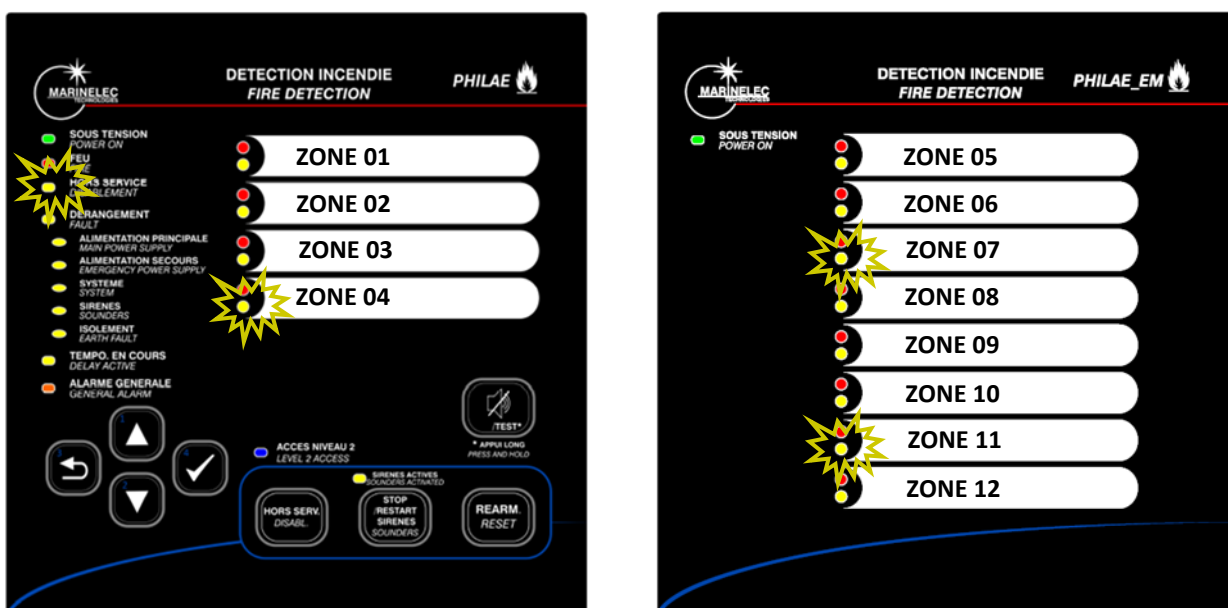 MARINELEC
TECHNOLOGIES
DETECTION INCENDIE
FIRE DETECTION
PHILAE
SOUS TENSION
POWER ON
FEU
HORS SERVICE
DISABLEMENT
DERANGEMENT
FAULT
ALIMENTATION PRINCIPALE
MAIN POWER SUPPLY
ALIMENTATION SECOURS
EMERGENCY POWER SUPPLY
SYSTEME
SYSTEM
SIRENES
SOUNDERS
ISOLEMENT
EARTH FAULT
TEMPO. EN COURS
DELAY ACTIVE
ALARME GENERALE
GENERAL ALARM
ZONE 01
ZONE 02
ZONE 03
ZONE 04
1
2
3
4
/TEST*
* APPUI LONG
PRESS AND HOLD
ACCES NIVEAU 2
LEVEL 2 ACCESS
SIRENES ACTIVES
SOUNDERS ACTIVATED
HORS SERV.
DISABL.
STOP
/RESTART
SIRENES
SOUNDERS
REARM.
RESET
MARINELEC
TECHNOLOGIES
DETECTION INCENDIE
FIRE DETECTION
PHILAE_EM
SOUS TENSION
POWER ON
ZONE 05
ZONE 06
ZONE 07
ZONE 08
ZONE 09
ZONE 10
ZONE 11
ZONE 12